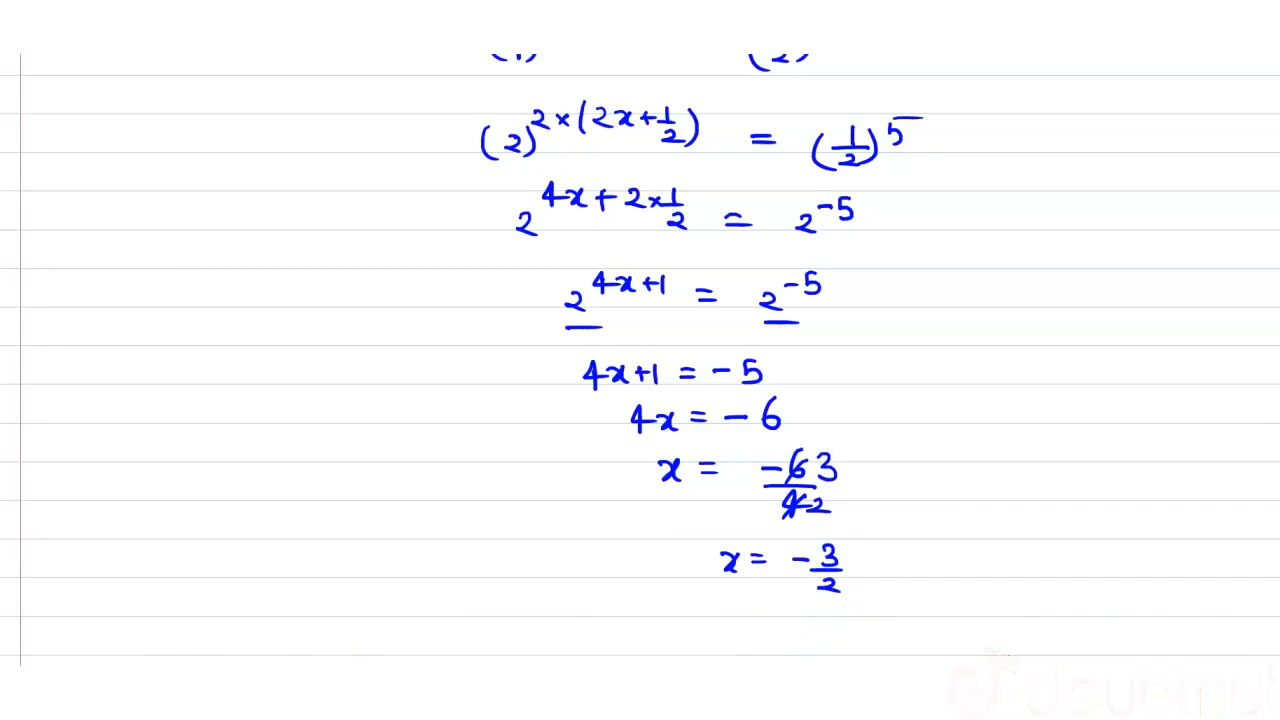 (2)^{2×(2x+1/2)} = (1/2)^5
2^{4x+2×1/2} = 2^{-5}
2^{4x+1} = 2^{-5}
4x+1 = -5
4x = -6
x = -6 3 / 4 2
x = -3/2
doubtnut